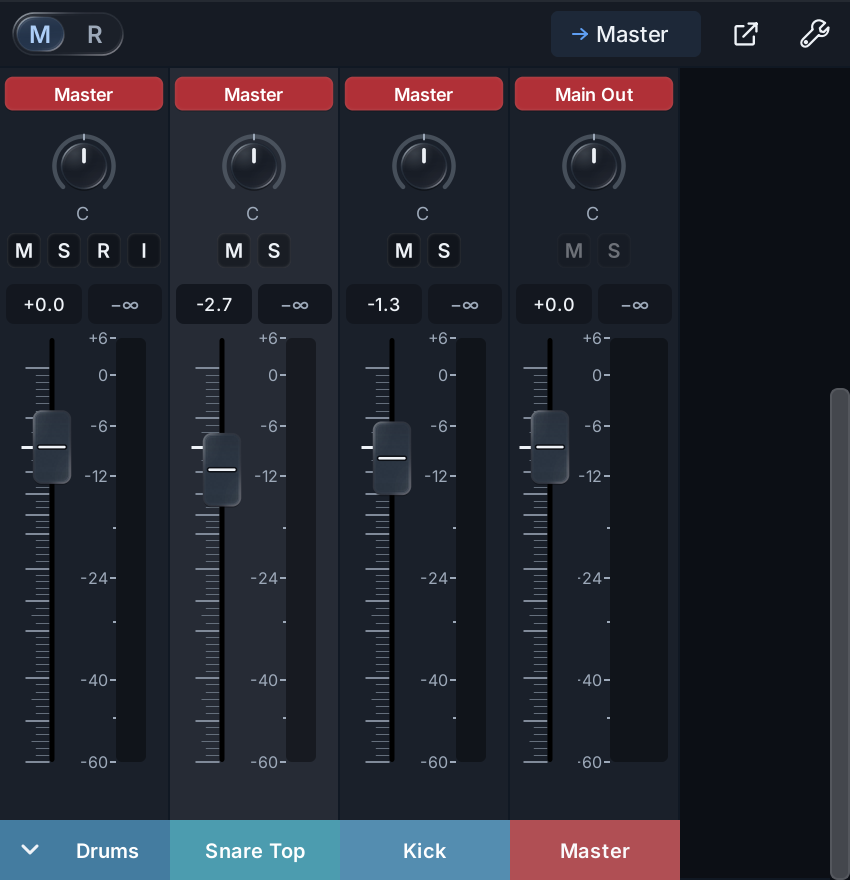 M R → Master
Master Master Master Main Out
C C C C
M S R I M S M S M S
+0.0 -∞ -2.7 -∞ -1.3 -∞ +0.0 -∞
+6 +6 +6 +6
0 0 0 0
-6 -6 -6 -6
-12 -12 -12 -12
-24 -24 -24 -24
-40 -40 -40 -40
-60 -60 -60 -60
Drums Snare Top Kick Master